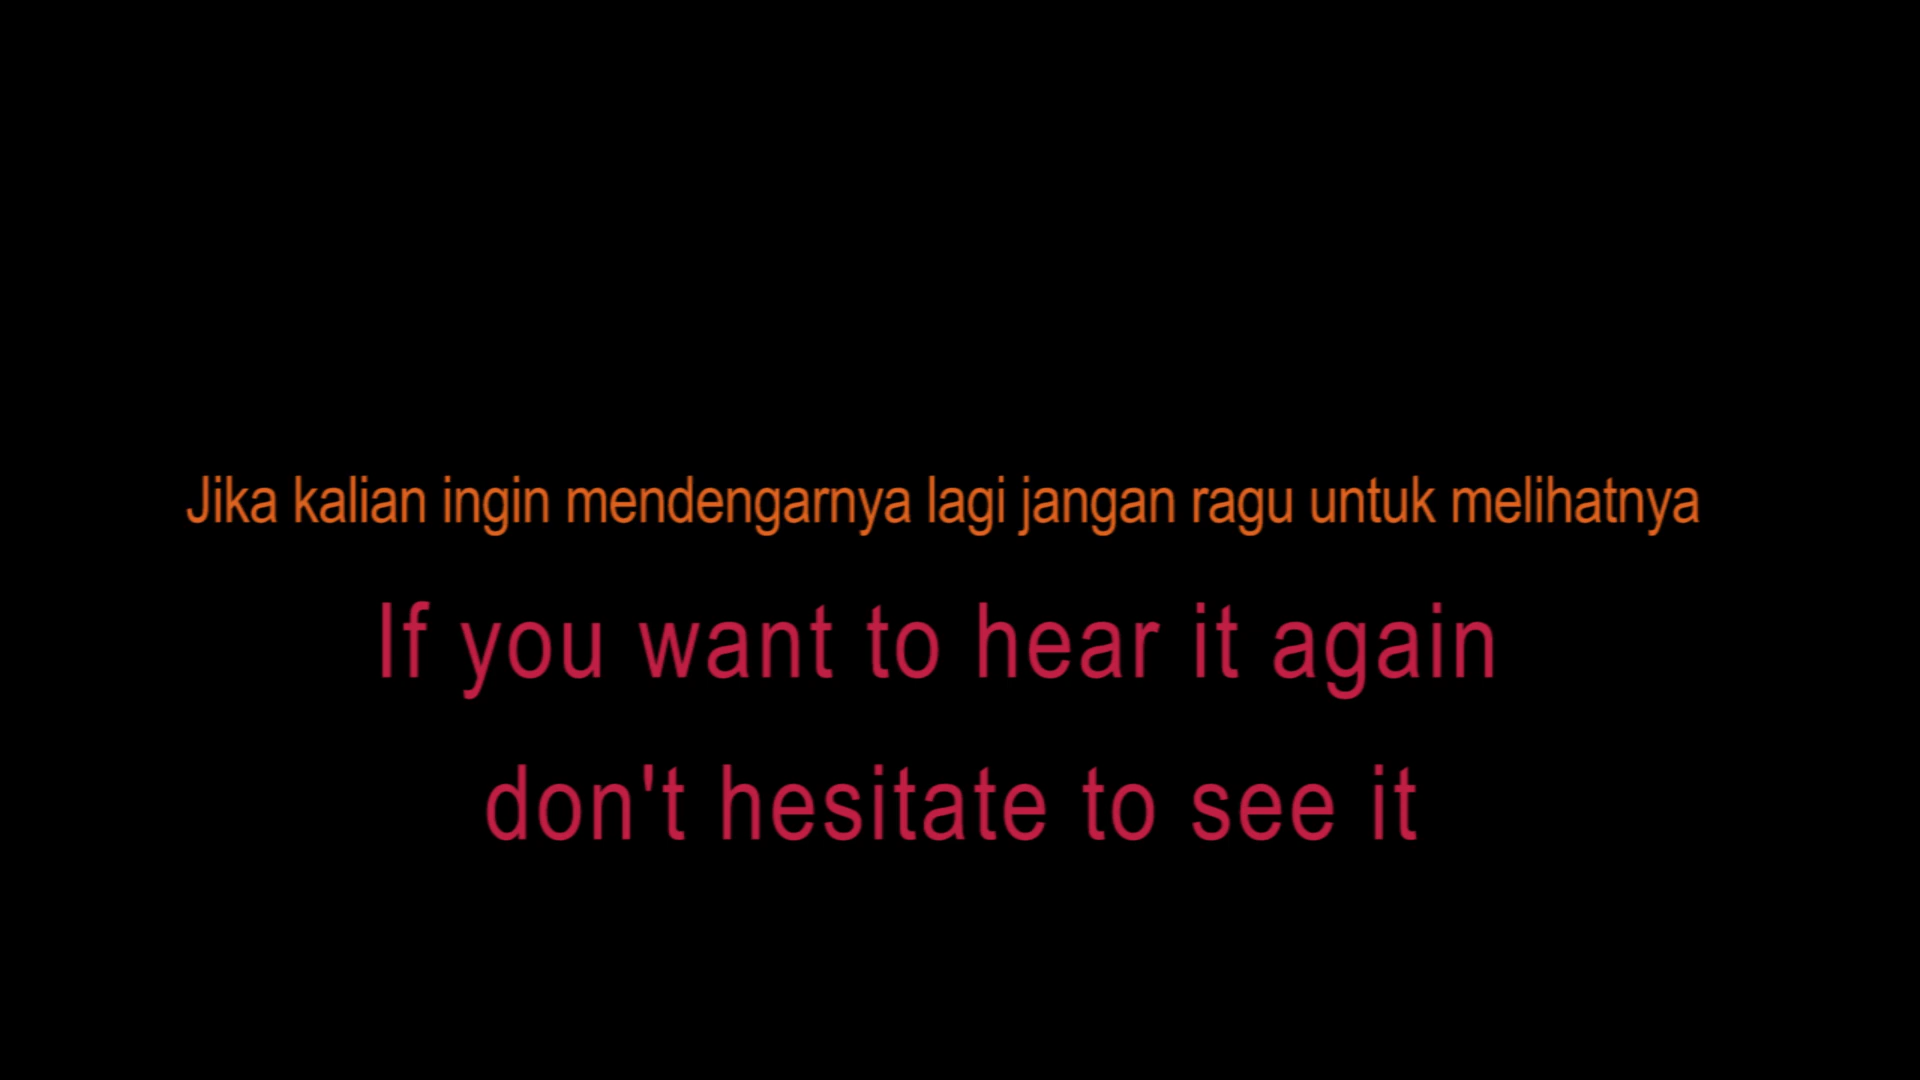 Jika kalian ingin mendengarnya lagi jangan ragu untuk melihatnya
If you want to hear it again
don't hesitate to see it